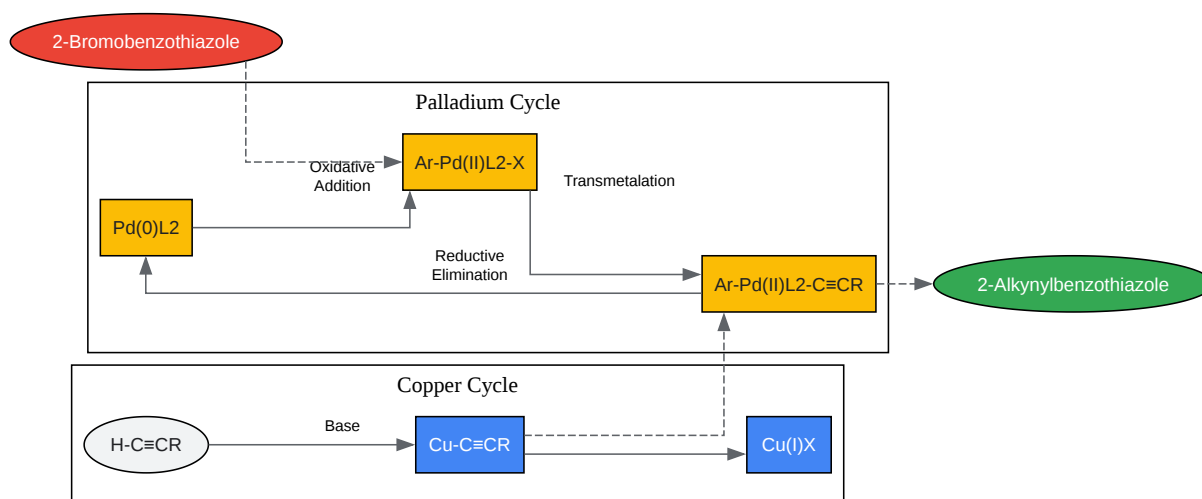 2-Bromobenzothiazole
Palladium Cycle
Ar-Pd(II)L2-X
Oxidative
Addition
Transmetalation
Pd(0)L2
Reductive
Elimination
Ar-Pd(II)L2-C≡CR
2-Alkynylbenzothiazole
Copper Cycle
H-C≡CR
Base
Cu-C≡CR
Cu(I)X